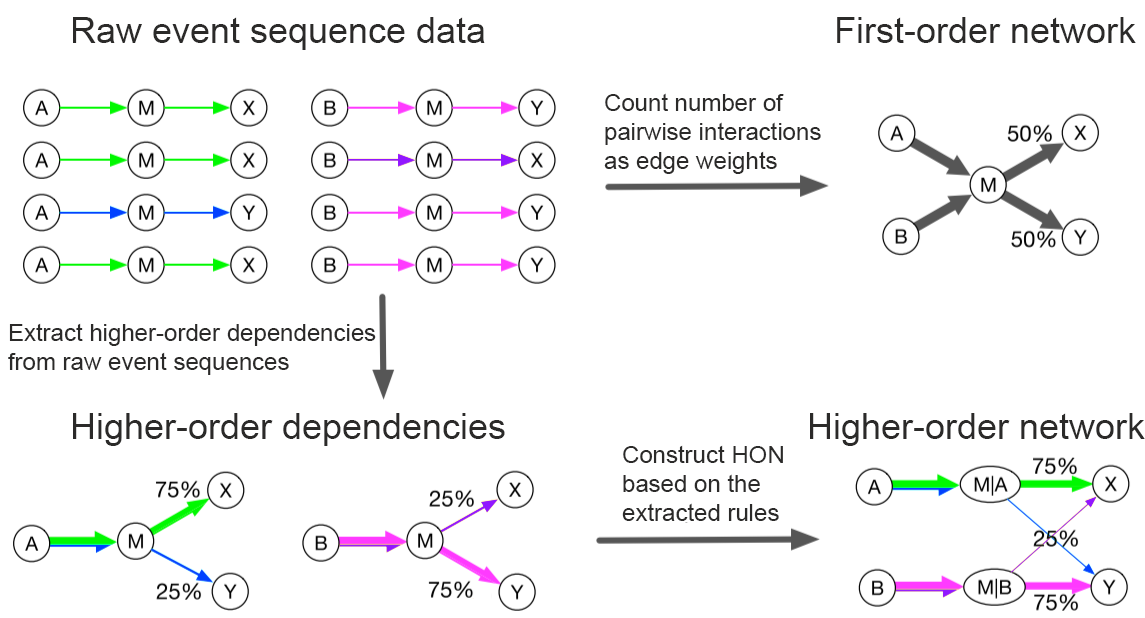 Raw event sequence data
First-order network
A M X B M Y
A M X B M X
A M Y B M Y
A M X B M Y
Count number of
pairwise interactions
as edge weights
A 50% X
M
B 50% Y
Extract higher-order dependencies
from raw event sequences
Higher-order dependencies
Higher-order network
75% X
A M
25% Y
25% X
B M
75% Y
Construct HON
based on the
extracted rules
75%
A M|A X
25%
B M|B Y
75%